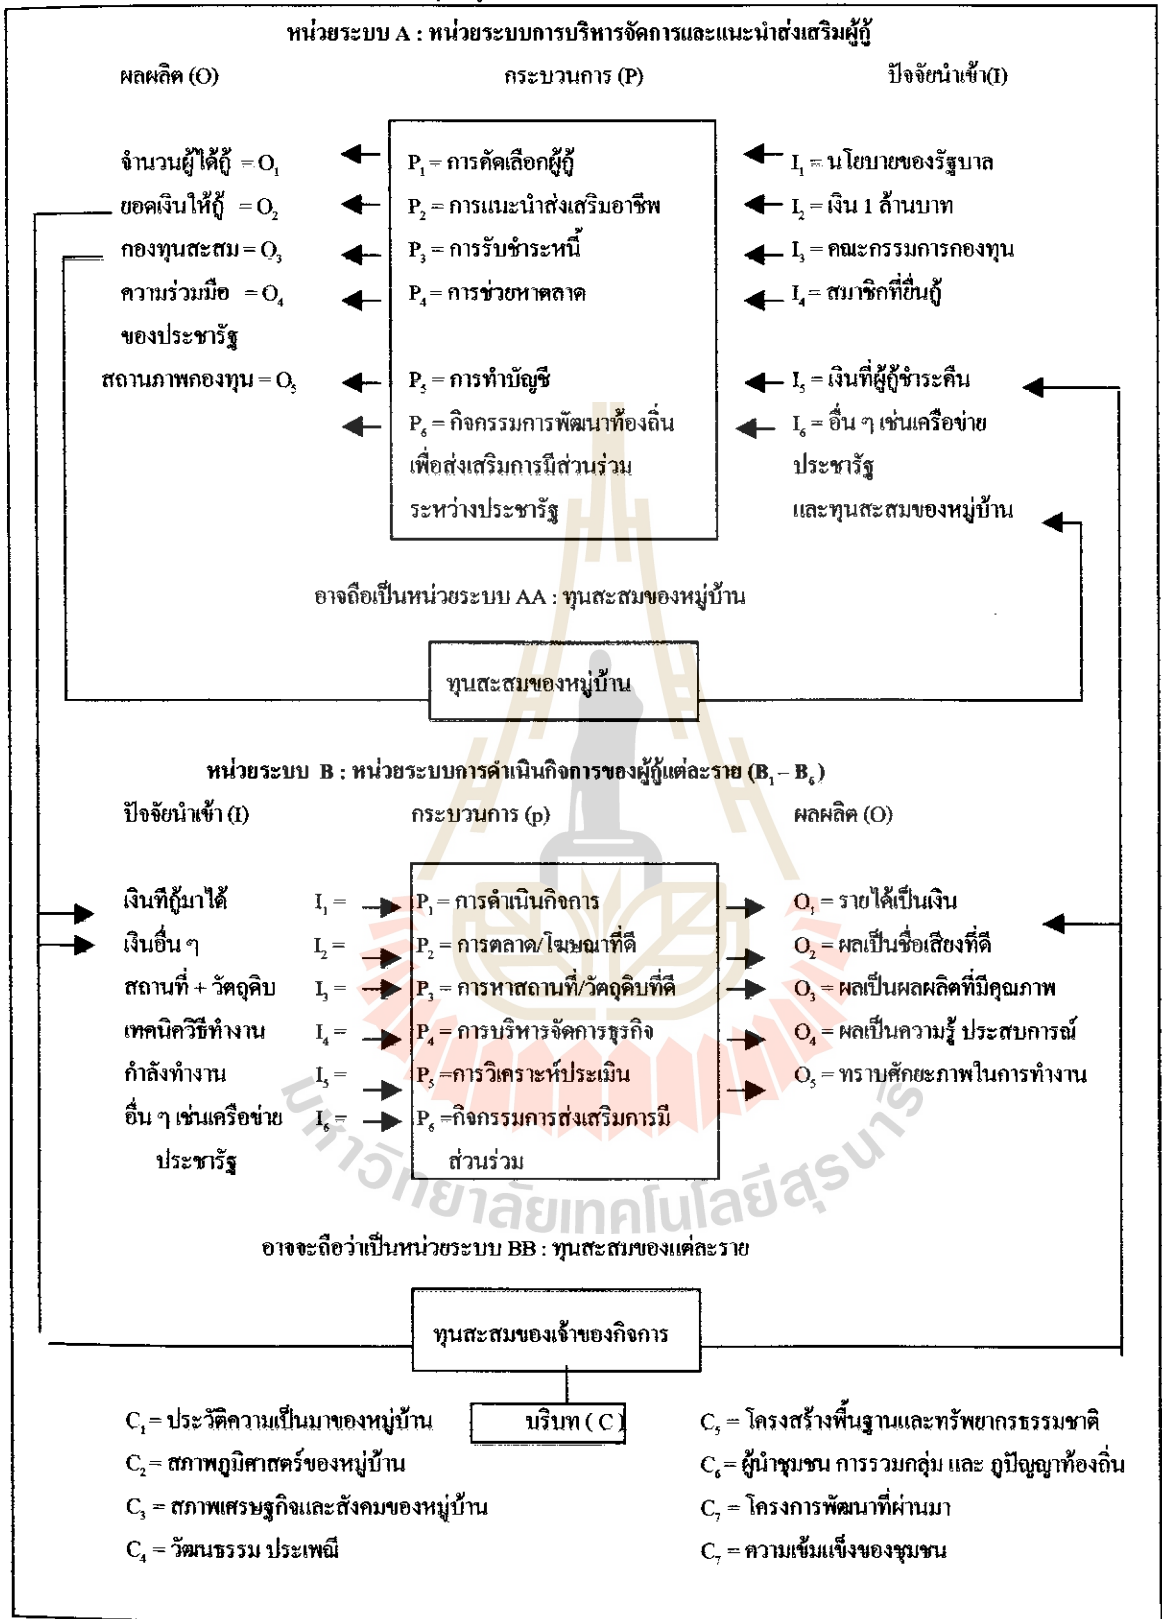 หน่วยระบบ A : หน่วยระบบการบริหารจัดการและแนะนำส่งเสริมผู้กู้
ผลผลิต (O) กระบวนการ (P) ปัจจัยนำเข้า(I)
จำนวนผู้ได้กู้ = O₁ P₁ = การคัดเลือกผู้กู้ I₁ = นโยบายของรัฐบาล
ยอดเงินให้กู้ = O₂ P₂ = การแนะนำส่งเสริมอาชีพ I₂ = เงิน 1 ล้านบาท
กองทุนสะสม = O₃ P₃ = การรับชำระหนี้ I₃ = คณะกรรมการกองทุน
ความร่วมมือ = O₄ P₄ = การช่วยหาตลาด I₄ = สมาชิกที่ยื่นกู้
ของประชารัฐ
สถานภาพกองทุน = O₅ P₅ = การทำบัญชี I₅ = เงินที่ผู้กู้ชำระคืน
P₆ = กิจกรรมการพัฒนาท้องถิ่น I₆ = อื่น ๆ เช่นเครือข่าย
เพื่อส่งเสริมการมีส่วนร่วม ประชารัฐ
ระหว่างประชารัฐ และทุนสะสมของหมู่บ้าน
อาจถือเป็นหน่วยระบบ AA : ทุนสะสมของหมู่บ้าน
ทุนสะสมของหมู่บ้าน
หน่วยระบบ B : หน่วยระบบการดำเนินกิจการของผู้กู้แต่ละราย (B₁ – B₆)
ปัจจัยนำเข้า (I) กระบวนการ (p) ผลผลิต (O)
เงินที่กู้มาได้ I₁ = P₁ = การดำเนินกิจการ O₁ = รายได้เป็นเงิน
เงินอื่น ๆ I₂ = P₂ = การตลาด/โฆษณาที่ดี O₂ = ผลเป็นชื่อเสียงที่ดี
สถานที่ + วัตถุดิบ I₃ = P₃ = การหาสถานที่/วัตถุดิบที่ดี O₃ = ผลเป็นผลผลิตที่มีคุณภาพ
เทคนิควิธีทำงาน I₄ = P₄ = การบริหารจัดการธุรกิจ O₄ = ผลเป็นความรู้ ประสบการณ์
กำลังทำงาน I₅ = P₅ =การวิเคราะห์ประเมิน O₅ = ทราบศักยะภาพในการทำงาน
อื่น ๆ เช่นเครือข่าย I₆ = P₆ =กิจกรรมการส่งเสริมการมี
ประชารัฐ ส่วนร่วม
มหาวิทยาลัยเทคโนโลยีสุรนารี
อาจจะถือว่าเป็นหน่วยระบบ BB : ทุนสะสมของแต่ละราย
ทุนสะสมของเจ้าของกิจการ
บริบท ( C )
C₁ = ประวัติความเป็นมาของหมู่บ้าน C₅ = โครงสร้างพื้นฐานและทรัพยากรธรรมชาติ
C₂ = สภาพภูมิศาสตร์ของหมู่บ้าน C₆ = ผู้นำชุมชน การรวมกลุ่ม และ ภูปัญญาท้องถิ่น
C₃ = สภาพเศรษฐกิจและสังคมของหมู่บ้าน C₇ = โครงการพัฒนาที่ผ่านมา
C₄ = วัฒนธรรม ประเพณี C₇ = ความเข้มแข็งของชุมชน